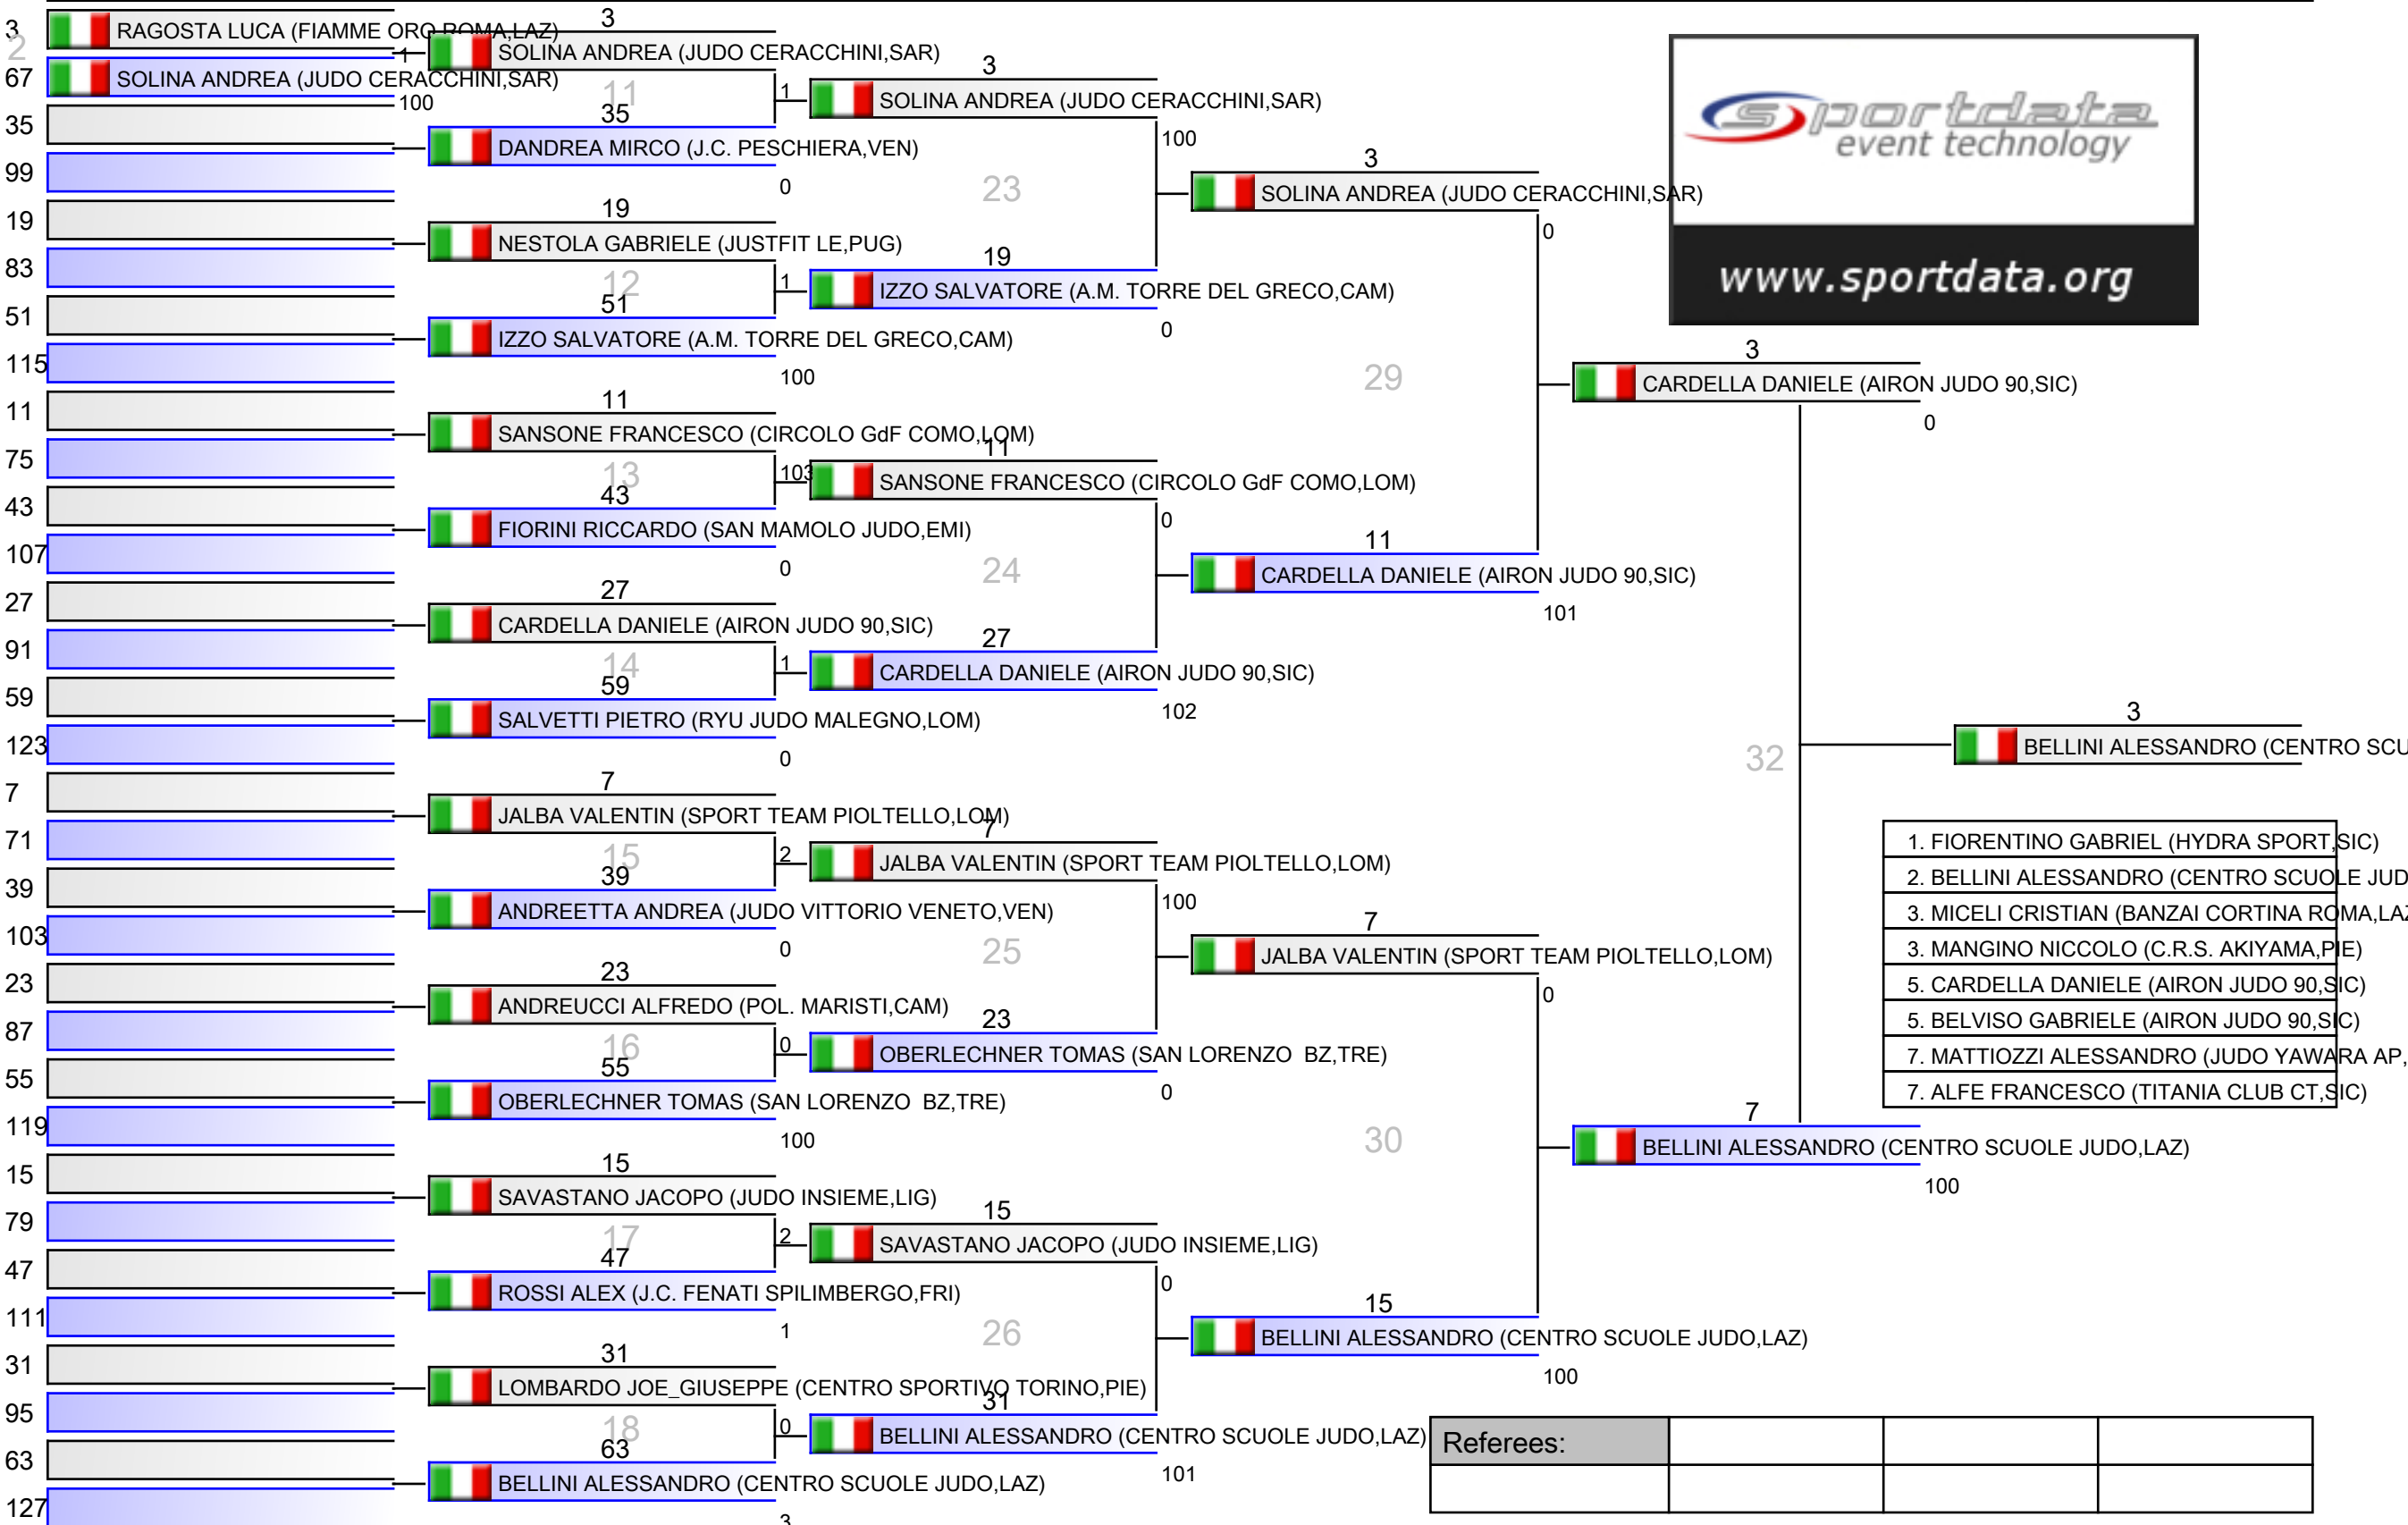 3
2
RAGOSTA LUCA (FIAMME ORO ROMA,LAZ)
1
67
SOLINA ANDREA (JUDO CERACCHINI,SAR)
100
35
99
19
83
51
115
11
75
43
107
27
91
59
123
7
71
39
103
23
87
55
119
15
79
47
111
31
95
63
127
3
SOLINA ANDREA (JUDO CERACCHINI,SAR)
11
1
35
DANDREA MIRCO (J.C. PESCHIERA,VEN)
0
19
NESTOLA GABRIELE (JUSTFIT LE,PUG)
12
1
51
IZZO SALVATORE (A.M. TORRE DEL GRECO,CAM)
100
11
SANSONE FRANCESCO (CIRCOLO GdF COMO,LOM)
13
103
43
FIORINI RICCARDO (SAN MAMOLO JUDO,EMI)
0
27
CARDELLA DANIELE (AIRON JUDO 90,SIC)
14
1
59
SALVETTI PIETRO (RYU JUDO MALEGNO,LOM)
0
7
JALBA VALENTIN (SPORT TEAM PIOLTELLO,LOM)
15
2
39
ANDREETTA ANDREA (JUDO VITTORIO VENETO,VEN)
0
23
ANDREUCCI ALFREDO (POL. MARISTI,CAM)
16
0
55
OBERLECHNER TOMAS (SAN LORENZO  BZ,TRE)
100
15
SAVASTANO JACOPO (JUDO INSIEME,LIG)
17
2
47
ROSSI ALEX (J.C. FENATI SPILIMBERGO,FRI)
1
31
LOMBARDO JOE_GIUSEPPE (CENTRO SPORTIVO TORINO,PIE)
18
0
63
BELLINI ALESSANDRO (CENTRO SCUOLE JUDO,LAZ)
3
3
SOLINA ANDREA (JUDO CERACCHINI,SAR)
100
23
19
IZZO SALVATORE (A.M. TORRE DEL GRECO,CAM)
0
11
SANSONE FRANCESCO (CIRCOLO GdF COMO,LOM)
0
24
27
CARDELLA DANIELE (AIRON JUDO 90,SIC)
102
7
JALBA VALENTIN (SPORT TEAM PIOLTELLO,LOM)
100
25
23
OBERLECHNER TOMAS (SAN LORENZO  BZ,TRE)
0
15
SAVASTANO JACOPO (JUDO INSIEME,LIG)
0
26
31
BELLINI ALESSANDRO (CENTRO SCUOLE JUDO,LAZ)
101
3
SOLINA ANDREA (JUDO CERACCHINI,SAR)
0
29
11
CARDELLA DANIELE (AIRON JUDO 90,SIC)
101
7
JALBA VALENTIN (SPORT TEAM PIOLTELLO,LOM)
0
30
15
BELLINI ALESSANDRO (CENTRO SCUOLE JUDO,LAZ)
100
sportdata
event technology
www.sportdata.org
3
CARDELLA DANIELE (AIRON JUDO 90,SIC)
0
32
7
BELLINI ALESSANDRO (CENTRO SCUOLE JUDO,LAZ)
100
3
BELLINI ALESSANDRO (CENTRO SCU
1. FIORENTINO GABRIEL (HYDRA SPORT,SIC)
2. BELLINI ALESSANDRO (CENTRO SCUOLE JUD
3. MICELI CRISTIAN (BANZAI CORTINA ROMA,LAZ
3. MANGINO NICCOLO (C.R.S. AKIYAMA,PIE)
5. CARDELLA DANIELE (AIRON JUDO 90,SIC)
5. BELVISO GABRIELE (AIRON JUDO 90,SIC)
7. MATTIOZZI ALESSANDRO (JUDO YAWARA AP,
7. ALFE FRANCESCO (TITANIA CLUB CT,SIC)
Referees: